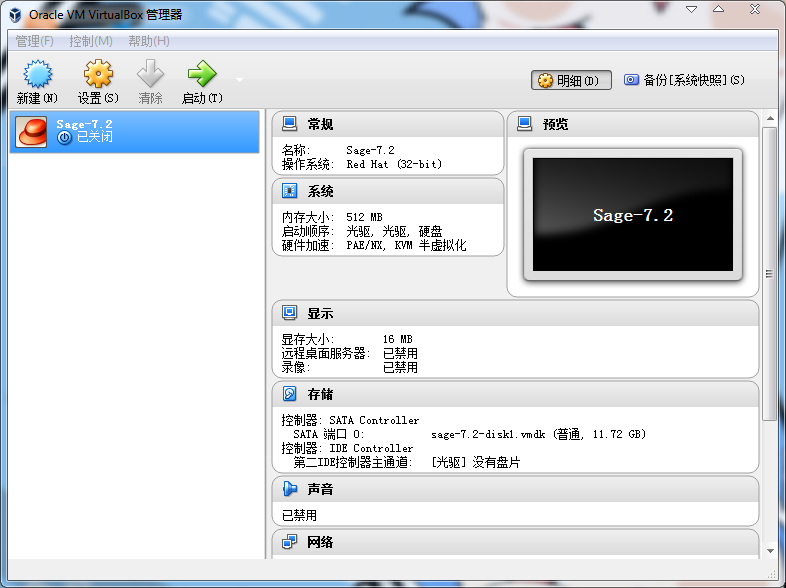 Oracle VM VirtualBox 管理器
管理(F) 控制(M) 帮助(H)
新建(N) 设置(S) 清除 启动(T) 明细(D) 备份[系统快照](S)
Sage-7.2
已关闭
常规
名称: Sage-7.2
操作系统: Red Hat (32-bit)
系统
内存大小: 512 MB
启动顺序: 光驱, 光驱, 硬盘
硬件加速: PAE/NX, KVM 半虚拟化
预览
Sage-7.2
显示
显存大小: 16 MB
远程桌面服务器: 已禁用
录像: 已禁用
存储
控制器: SATA Controller
SATA 端口 0: sage-7.2-disk1.vmdk (普通, 11.72 GB)
控制器: IDE Controller
第二IDE控制器主通道: [光驱] 没有盘片
声音
已禁用
网络